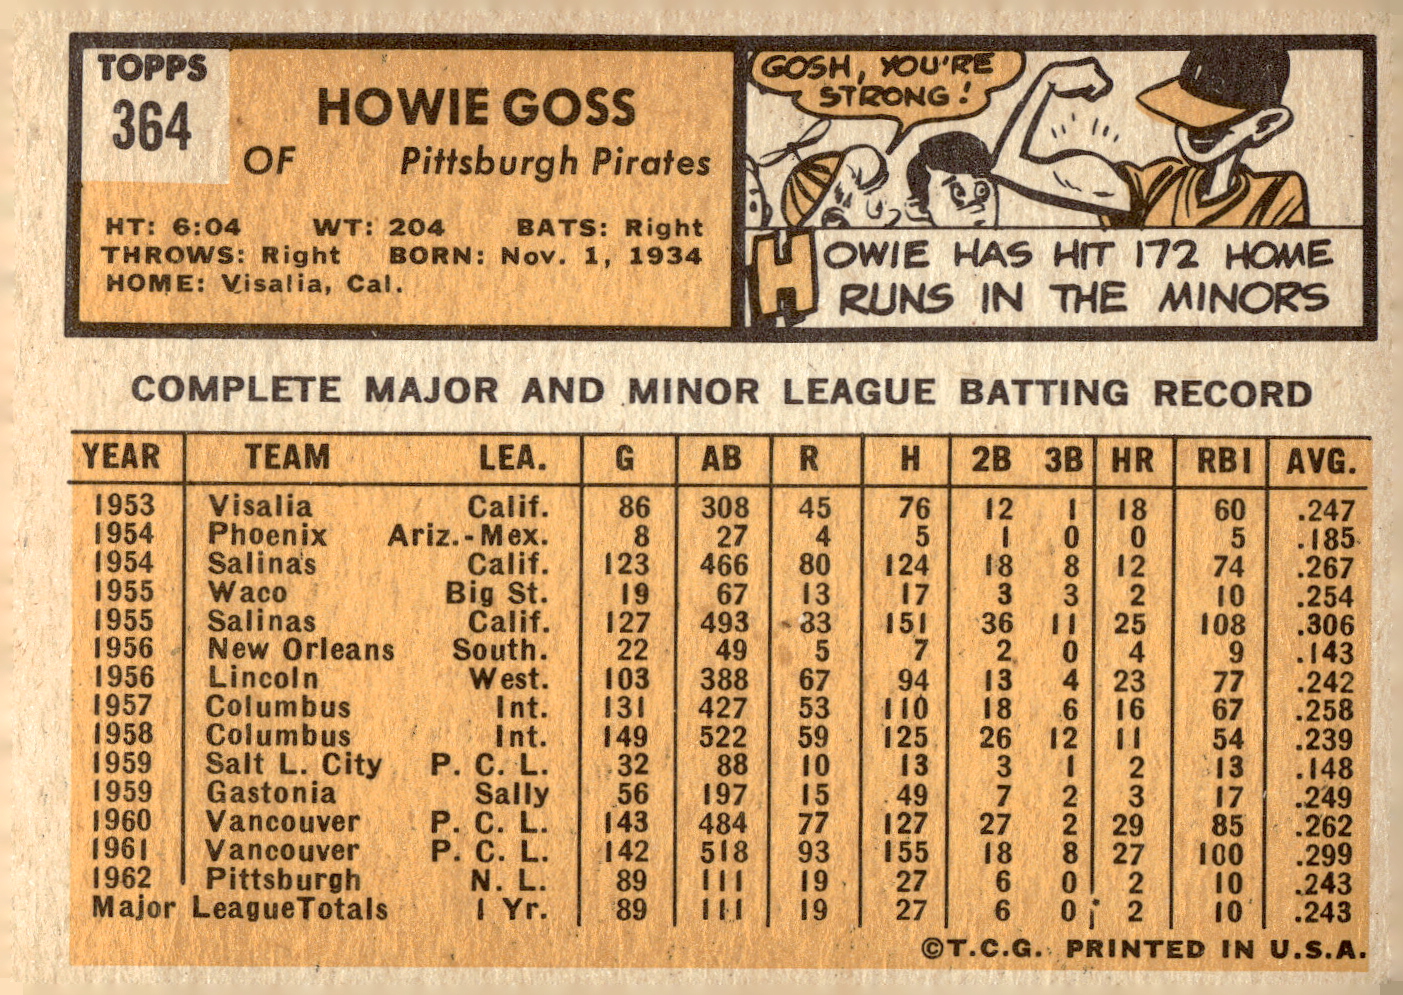 TOPPS
364
HOWIE GOSS
OF Pittsburgh Pirates
HT: 6:04 WT: 204 BATS: Right
THROWS: Right BORN: Nov. 1, 1934
HOME: Visalia, Cal.
GOSH, YOU'RE
STRONG!
HOWIE HAS HIT 172 HOME
RUNS IN THE MINORS
COMPLETE MAJOR AND MINOR LEAGUE BATTING RECORD
YEAR TEAM LEA. G AB R H 2B 3B HR RBI AVG.
1953 Visalia Calif. 86 308 45 76 12 1 18 60 .247
1954 Phoenix Ariz.-Mex. 8 27 4 5 1 0 0 5 .185
1954 Salinas Calif. 123 466 80 124 18 8 12 74 .267
1955 Waco Big St. 19 67 13 17 3 3 2 10 .254
1955 Salinas Calif. 127 493 83 151 36 11 25 108 .306
1956 New Orleans South. 22 49 5 7 2 0 4 9 .143
1956 Lincoln West. 103 388 67 94 13 4 23 77 .242
1957 Columbus Int. 131 427 53 110 18 6 16 67 .258
1958 Columbus Int. 149 522 59 125 26 12 11 54 .239
1959 Salt L. City P. C. L. 32 88 10 13 3 1 2 13 .148
1959 Gastonia Sally 56 197 15 49 7 2 3 17 .249
1960 Vancouver P. C. L. 143 484 77 127 27 2 29 85 .262
1961 Vancouver P. C. L. 142 518 93 155 18 8 27 100 .299
1962 Pittsburgh N. L. 89 111 19 27 6 0 2 10 .243
Major LeagueTotals 1 Yr. 89 111 19 27 6 0 2 10 .243
©T.C.G. PRINTED IN U.S.A.